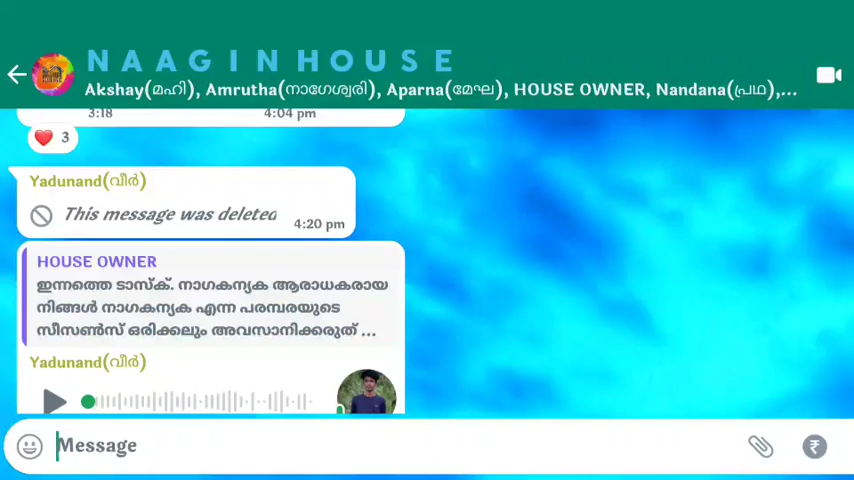 N A A G I N H O U S E
Akshay(മഹി), Amrutha(നാഗേശ്വരി), Aparna(മേഘ), HOUSE OWNER, Nandana(പ്രഥ),...
3:18 4:04 pm
❤️ 3
Yadunand(വീർ)
This message was deleted
4:20 pm
HOUSE OWNER
ഇന്നത്തെ ടാസ്ക്. നാഗകന്യക ആരാധകരായ
നിങ്ങൾ നാഗകന്യക എന്ന പരമ്പരയുടെ
സീസൺസ് ഒരിക്കലും അവസാനിക്കരുത് ...
Yadunand(വീർ)
Message
₹